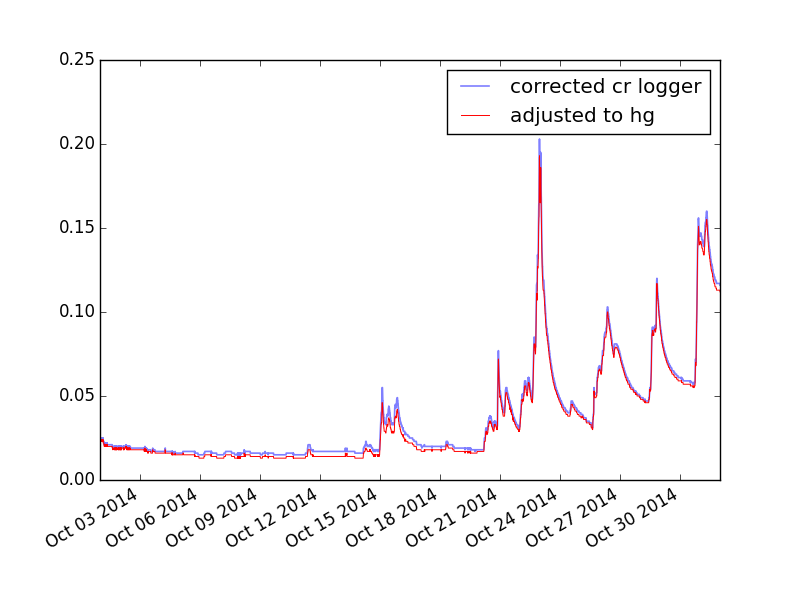 0.25
corrected cr logger
adjusted to hg
0.20
0.15
0.10
0.05
0.00
Oct 03 2014
Oct 06 2014
Oct 09 2014
Oct 12 2014
Oct 15 2014
Oct 18 2014
Oct 21 2014
Oct 24 2014
Oct 27 2014
Oct 30 2014